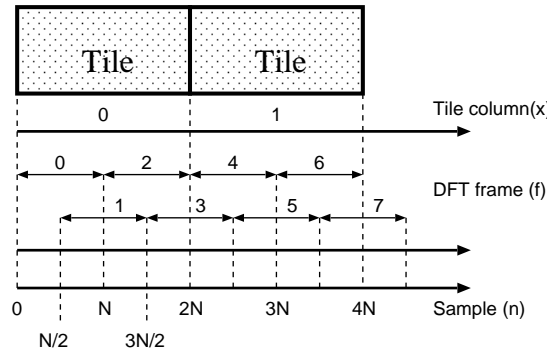 Tile Tile
0 1
Tile column(x)
0 2 4 6
DFT frame (f)
1 3 5 7
0 N 2N 3N 4N
Sample (n)
N/2 3N/2